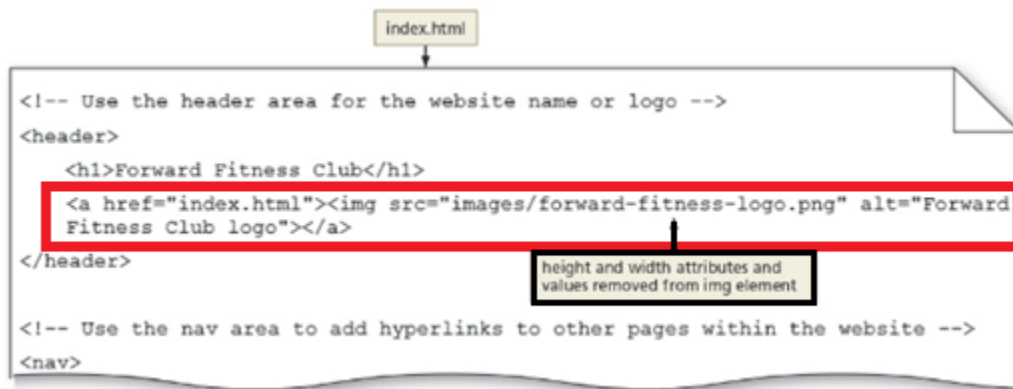 index.html
<!-- Use the header area for the website name or logo -->
<header>
<h1>Forward Fitness Club</h1>
<a href="index.html"><img src="images/forward-fitness-logo.png" alt="Forward
Fitness Club logo"></a>
</header>
height and width attributes and
values removed from img element
<!-- Use the nav area to add hyperlinks to other pages within the website -->
<nav>